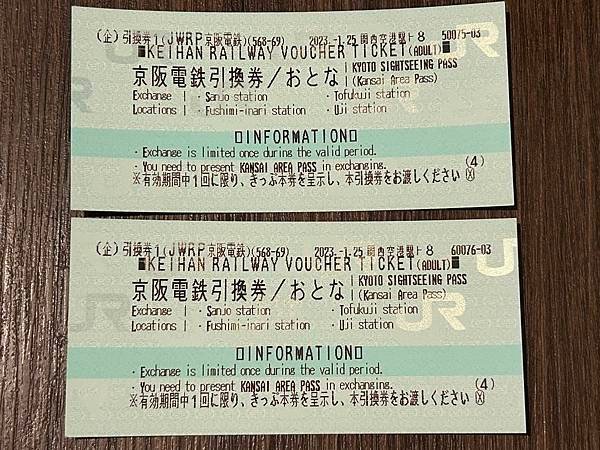 (企)引換券1(JWRP京阪電鉄)(568-69) 2023.-1.25 関西空港駅F8 50075-03
■KEIHAN RAILWAY VOUCHER TICKET(ADULT)■
京阪電鉄引換券/おとな
KYOTO SIGHTSEEING PASS
(Kansai Area Pass)
Exchange | ・Sanjo station ・Tofukuji station
Locations | ・Fushimi-inari station ・Uji station
□INFORMATION□
・Exchange is limited once during the valid period.
・You need to present KANSAI AREA PASS in exchanging. (4)
※有効期間中1回に限り、きっぷ本券を呈示し、本引換券をお渡しください Ⓧ
JR
(企)引換券1(JWRP京阪電鉄)(568-69) 2023.-1.25 関西空港駅F8 60076-03
■KEIHAN RAILWAY VOUCHER TICKET(ADULT)■
京阪電鉄引換券/おとな
KYOTO SIGHTSEEING PASS
(Kansai Area Pass)
Exchange | ・Sanjo station ・Tofukuji station
Locations | ・Fushimi-inari station ・Uji station
□INFORMATION□
・Exchange is limited once during the valid period.
・You need to present KANSAI AREA PASS in exchanging. (4)
※有効期間中1回に限り、きっぷ本券を呈示し、本引換券をお渡しください Ⓧ
JR